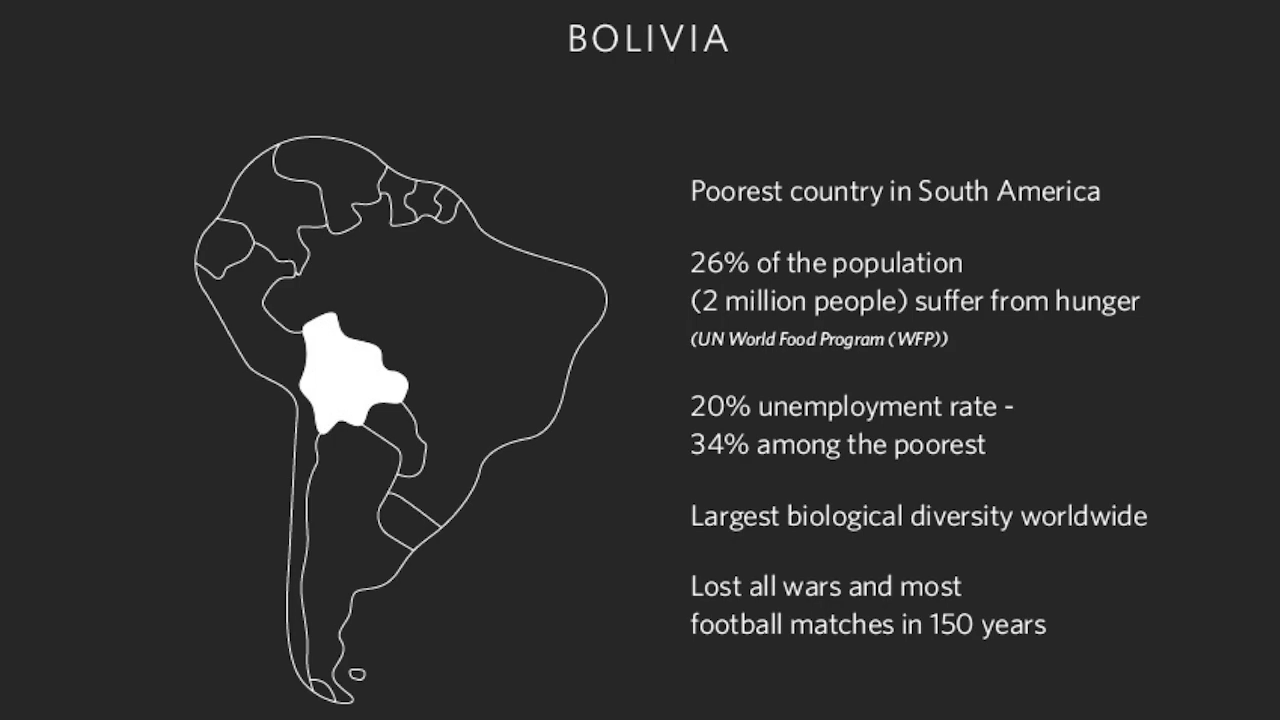 BOLIVIA
Poorest country in South America
26% of the population
(2 million people) suffer from hunger
(UN World Food Program (WFP))
20% unemployment rate -
34% among the poorest
Largest biological diversity worldwide
Lost all wars and most
football matches in 150 years